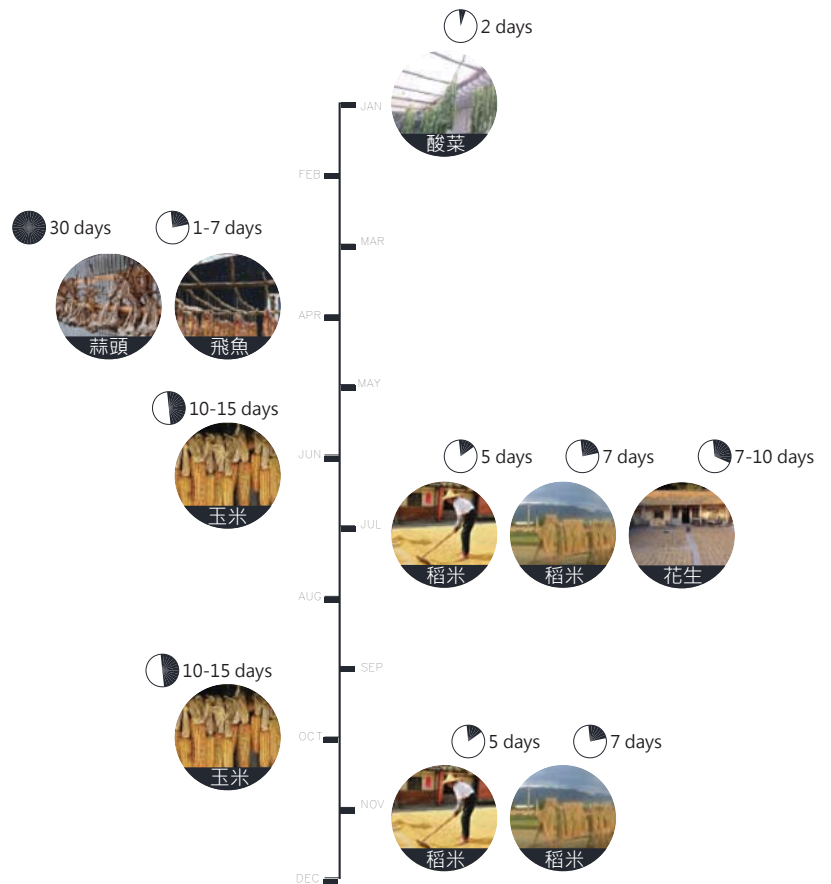 2 days
JAN
酸菜
FEB
30 days
1-7 days
MAR
蒜頭
飛魚
APR
MAY
10-15 days
玉米
JUN
5 days
7 days
7-10 days
JUL
稻米
稻米
花生
AUG
SEP
10-15 days
玉米
OCT
5 days
7 days
NOV
稻米
稻米
DEC